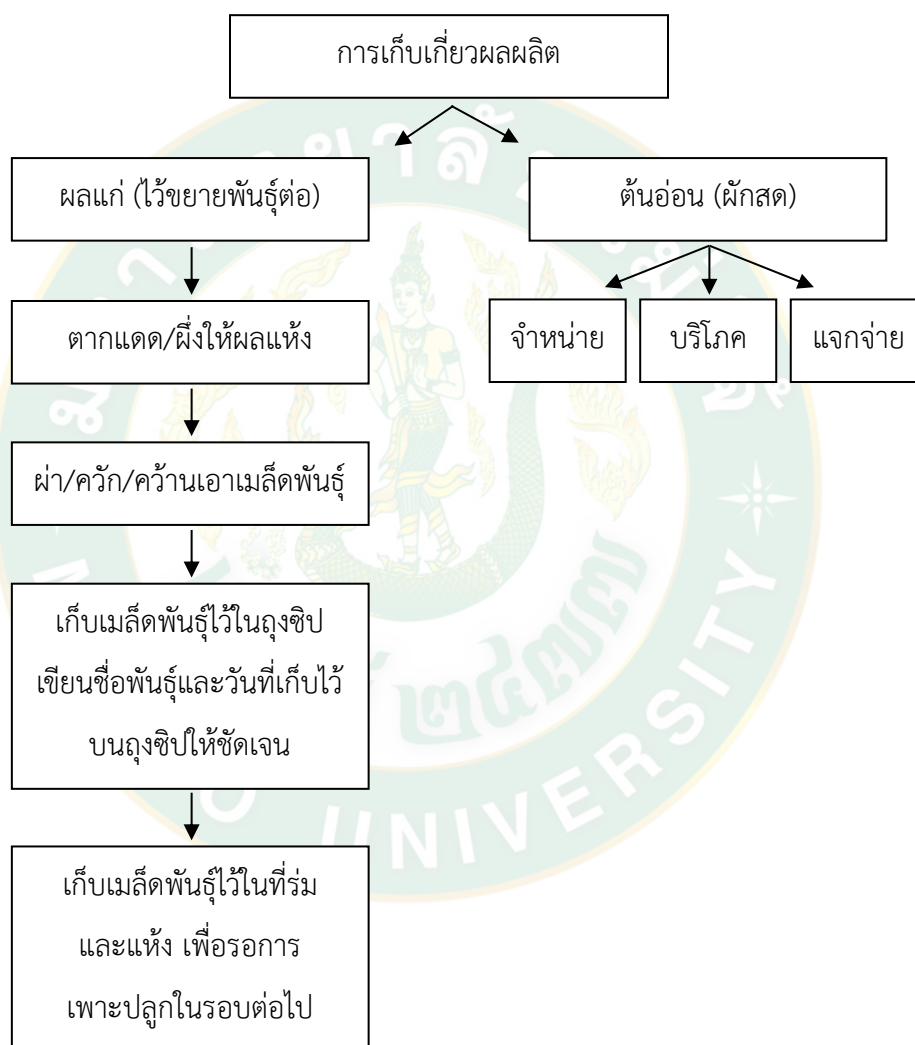 การเก็บเกี่ยวผลผลิต
ผลแก่ (ไว้ขยายพันธุ์ต่อ)
ต้นอ่อน (ผักสด)
ตากแดด/ผึ่งให้ผลแห้ง
จำหน่าย
บริโภค
แจกจ่าย
ผ่า/ควัก/คว้านเอาเมล็ดพันธุ์
เก็บเมล็ดพันธุ์ไว้ในถุงซิป
เขียนชื่อพันธุ์และวันที่เก็บไว้
บนถุงซิปให้ชัดเจน
เก็บเมล็ดพันธุ์ไว้ในที่ร่ม
และแห้ง เพื่อรอการ
เพาะปลูกในรอบต่อไป
๒๔๗๗
UNIVERSITY